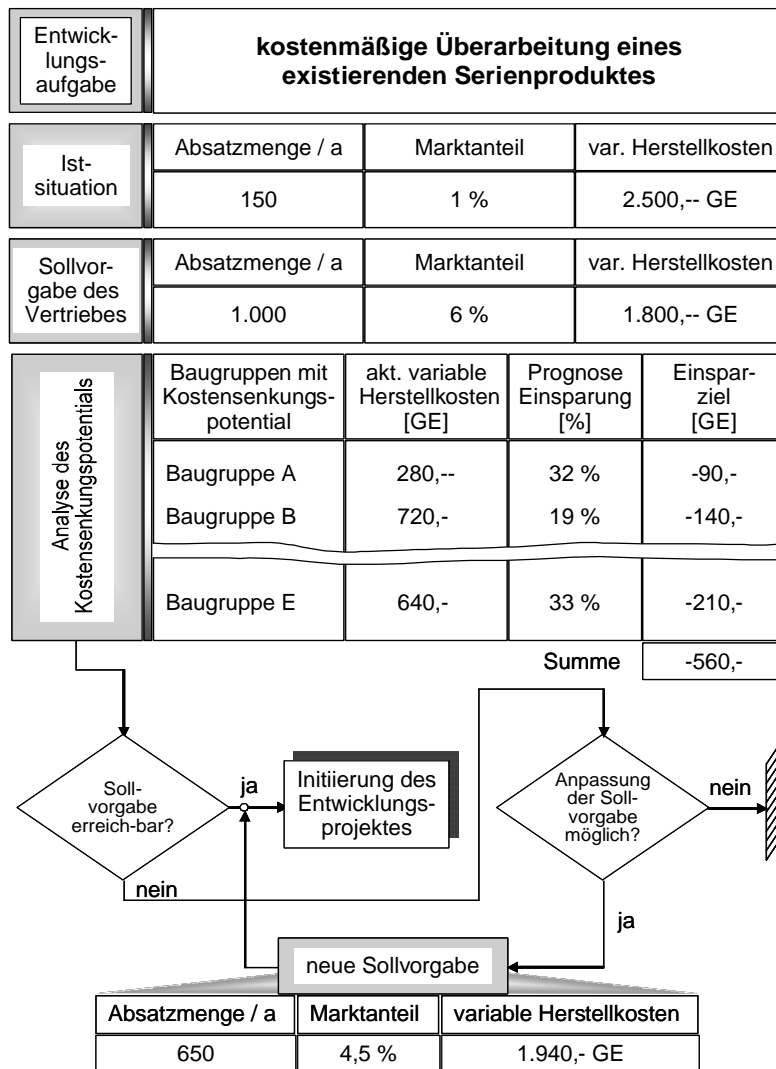 Entwick-
lungs-
aufgabe
kostenmäßige Überarbeitung eines
existierenden Serienproduktes
Ist-
situation
Absatzmenge / a Marktanteil var. Herstellkosten
150 1 % 2.500,-- GE
Sollvor-
gabe des
Vertriebes
Absatzmenge / a Marktanteil var. Herstellkosten
1.000 6 % 1.800,-- GE
Analyse des
Kostensenkungspotentials
Baugruppen mit
Kostensenkungs-
potential
akt. variable
Herstellkosten
[GE]
Prognose
Einsparung
[%]
Einspar-
ziel
[GE]
Baugruppe A 280,-- 32 % -90,-
Baugruppe B 720,- 19 % -140,-
Baugruppe E 640,- 33 % -210,-
Summe -560,-
Soll-
vorgabe
erreich-bar?
ja
nein
Initiierung des
Entwicklungs-
projektes
Anpassung
der Soll-
vorgabe
möglich?
nein
ja
neue Sollvorgabe
Absatzmenge / a Marktanteil variable Herstellkosten
650 4,5 % 1.940,- GE